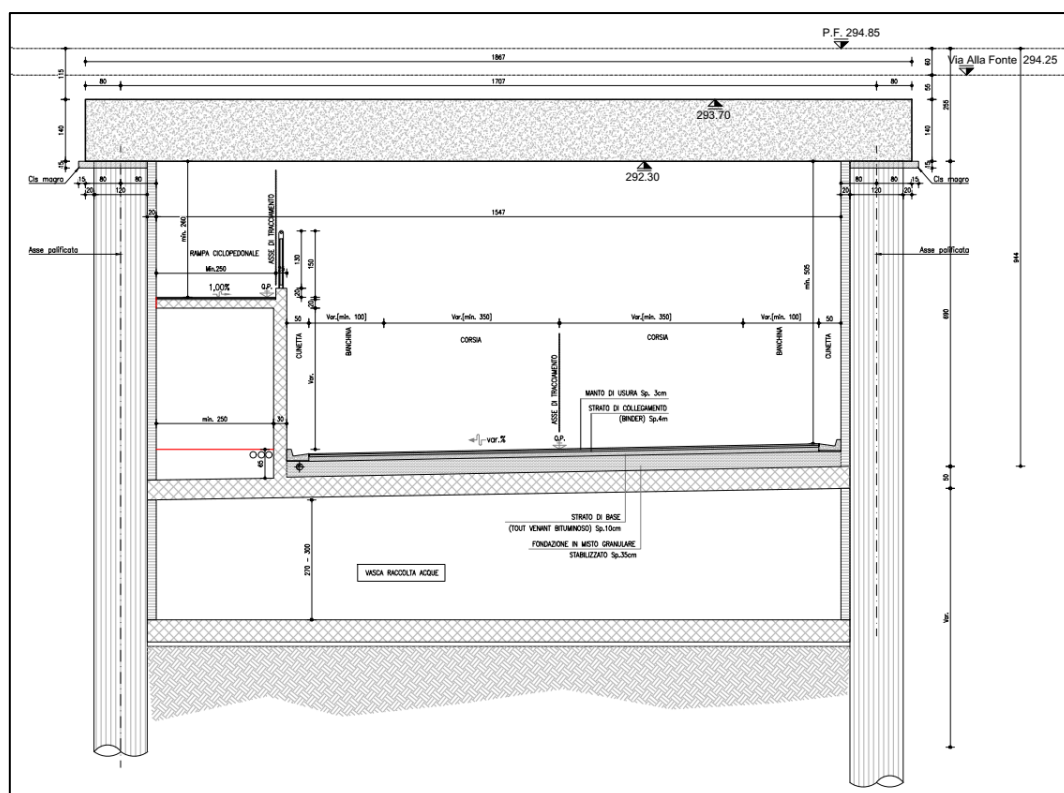 P.F. 294.85
1867
Via Alla Fonte 294.25
115
60
55
255
80
1707
80
293.70
140
140
15
15
292.30
Cls magro
Cls magro
15
80
80
20
120
20
80
80
15
20
120
20
20
1547
min. 260
ASSE DI TRACCIAMENTO
130
150
min. 505
944
690
Asse palificata
Asse palificata
RAMPA CICLOPEDONALE
Min.250
1,00%
Q.P.
20
20
50
Var.[min. 100]
Var.[min. 350]
Var.[min. 350]
Var.[min. 100]
50
CUNETTA
BANCHINA
CORSIA
CORSIA
BANCHINA
CUNETTA
Var.
ASSE DI TRACCIAMENTO
MANTO DI USURA Sp. 3cm
STRATO DI COLLEGAMENTO
(BINDER) Sp.4m
min. 250
30
var.%
Q.P.
65
50
STRATO DI BASE
(TOUT VENANT BITUMINOSO) Sp.10cm
FONDAZIONE IN MISTO GRANULARE
STABILIZZATO Sp.35cm
270 - 300
VASCA RACCOLTA ACQUE
Var.